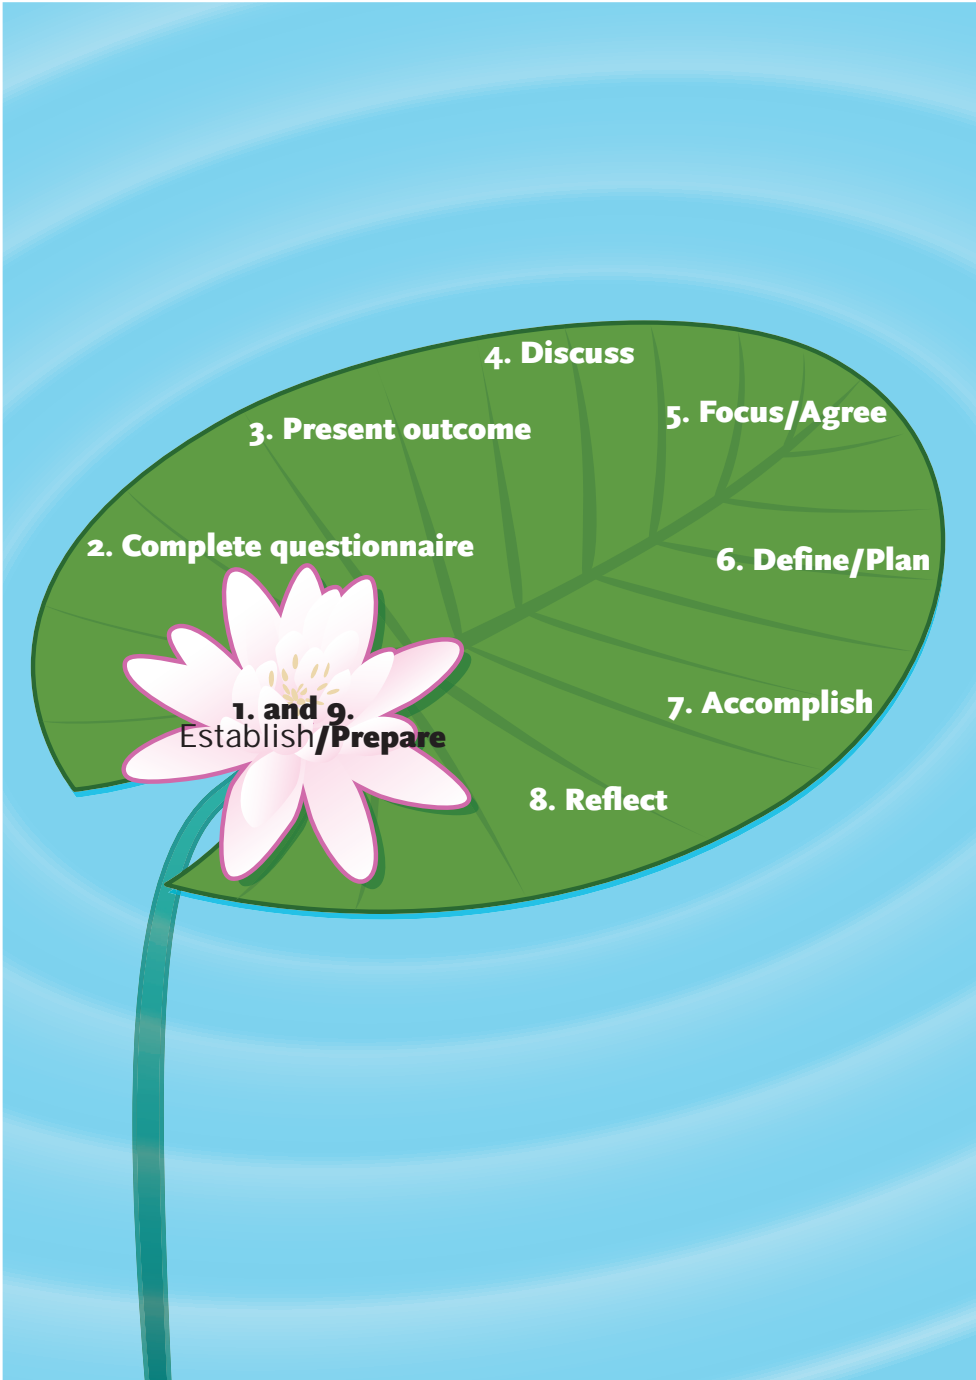 4. Discuss
5. Focus/Agree
3. Present outcome
2. Complete questionnaire
6. Define/Plan
1. and 9.
Establish/Prepare
7. Accomplish
8. Reflect